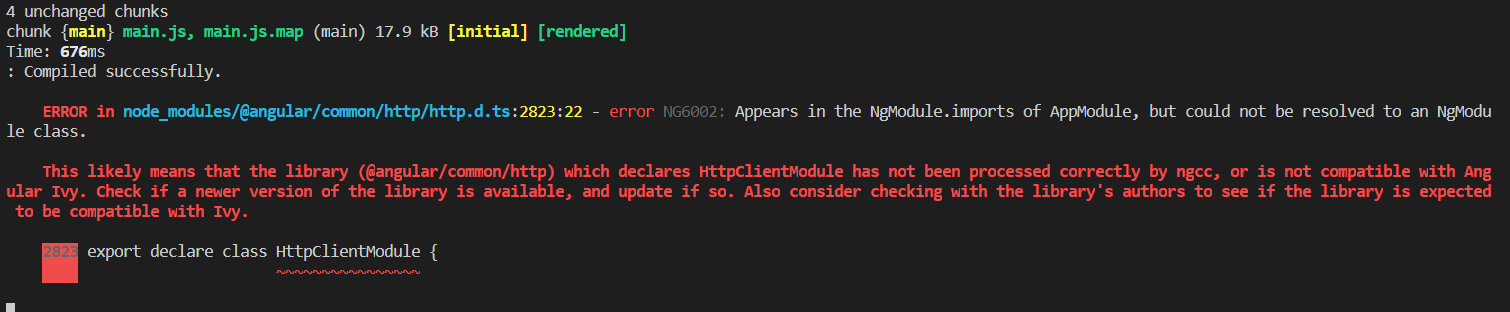 4 unchanged chunks
chunk {main} main.js, main.js.map (main) 17.9 kB [initial] [rendered]
Time: 676ms
: Compiled successfully.
ERROR in node_modules/@angular/common/http/http.d.ts:2823:22 - error NG6002: Appears in the NgModule.imports of AppModule, but could not be resolved to an NgModu
le class.
This likely means that the library (@angular/common/http) which declares HttpClientModule has not been processed correctly by ngcc, or is not compatible with Ang
ular Ivy. Check if a newer version of the library is available, and update if so. Also consider checking with the library's authors to see if the library is expected
to be compatible with Ivy.
2823 export declare class HttpClientModule {
~~~~~~~~~~~~~~~~